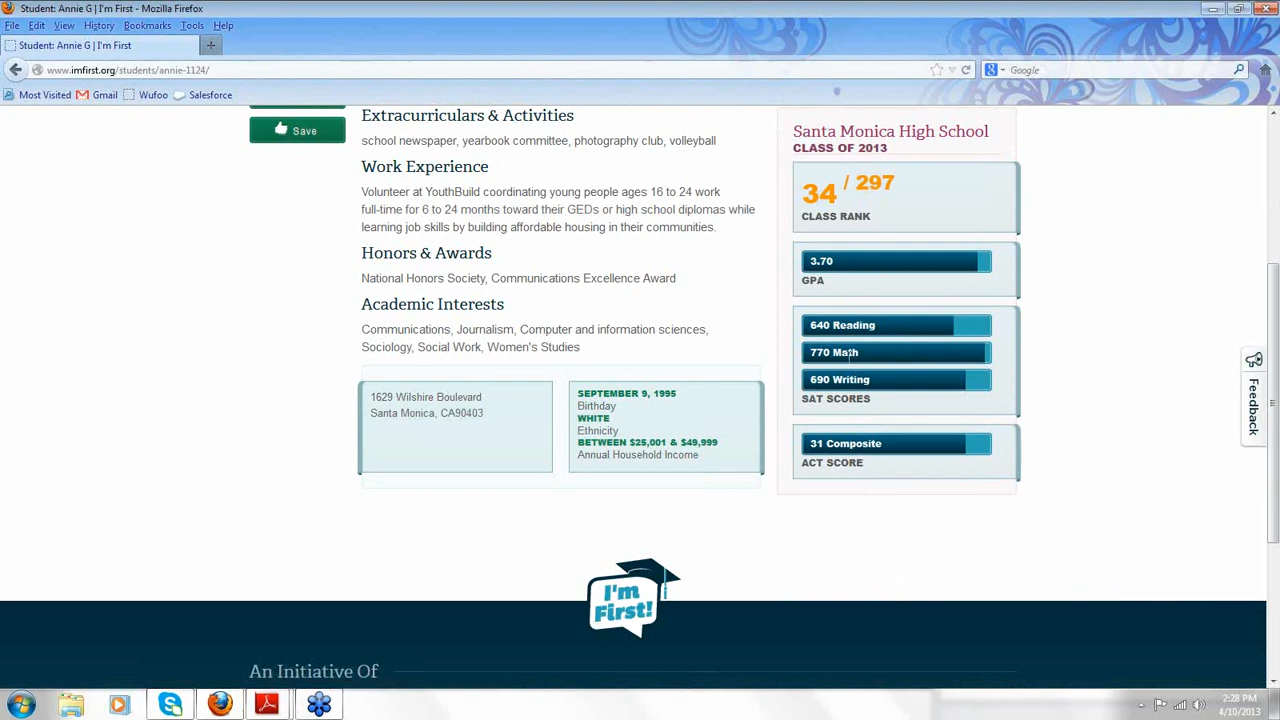 Student: Annie G | I'm First - Mozilla Firefox
File Edit View History Bookmarks Tools Help
Student: Annie G | I'm First
www.imfirst.org/students/annie-1124/
Google
Most Visited Gmail Wufoo Salesforce
Save
Extracurriculars & Activities
school newspaper, yearbook committee, photography club, volleyball
Work Experience
Volunteer at YouthBuild coordinating young people ages 16 to 24 work
full-time for 6 to 24 months toward their GEDs or high school diplomas while
learning job skills by building affordable housing in their communities.
Honors & Awards
National Honors Society, Communications Excellence Award
Academic Interests
Communications, Journalism, Computer and information sciences,
Sociology, Social Work, Women's Studies
1629 Wilshire Boulevard
Santa Monica, CA90403
SEPTEMBER 9, 1995
Birthday
WHITE
Ethnicity
BETWEEN $25,001 & $49,999
Annual Household Income
Santa Monica High School
CLASS OF 2013
34 / 297
CLASS RANK
3.70
GPA
640 Reading
770 Math
690 Writing
SAT SCORES
31 Composite
ACT SCORE
Feedback
I'm
First!
An Initiative Of
2:28 PM
4/10/2013